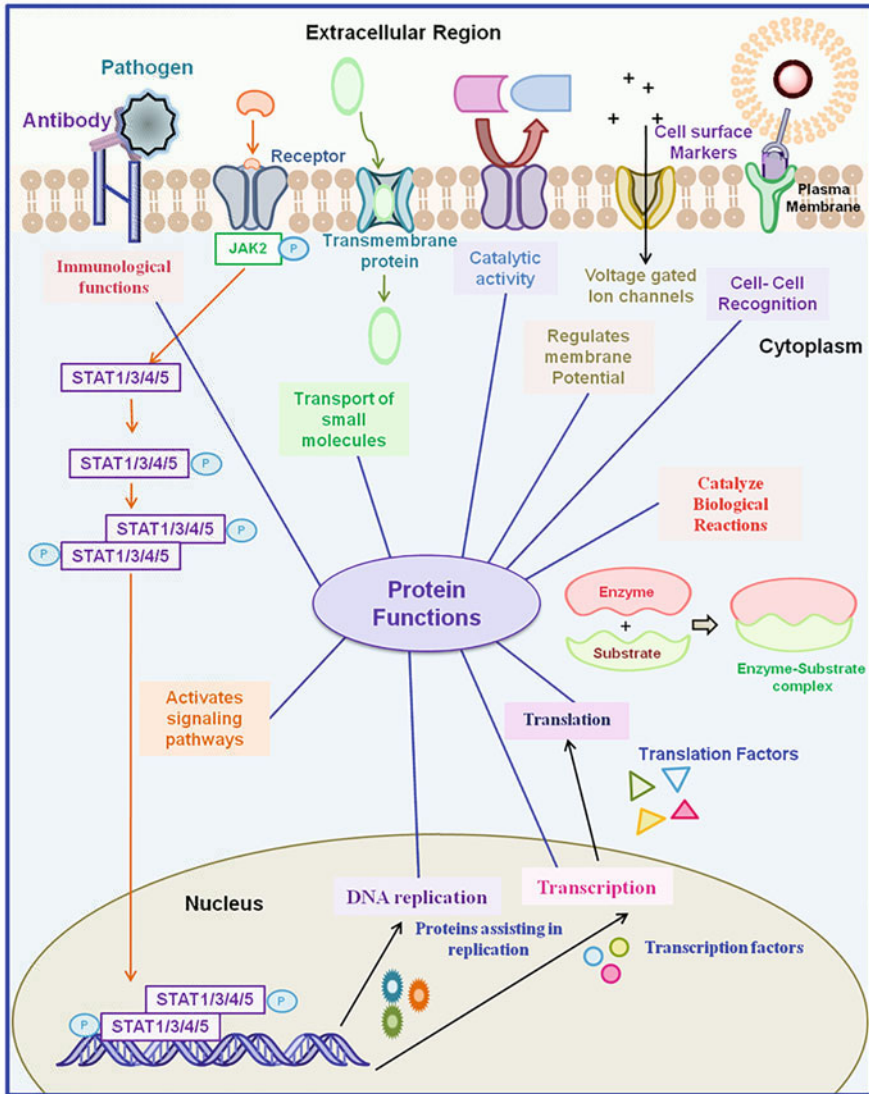 Extracellular Region
Pathogen
Antibody
Receptor
+
+
+
+
Cell surface
Markers
Plasma
Membrane
JAK2
P
Transmembrane
protein
Immunological
functions
Catalytic
activity
Voltage gated
Ion channels
Cell- Cell
Recognition
Cytoplasm
Regulates
membrane
Potential
STAT1/3/4/5
Transport of
small
molecules
STAT1/3/4/5
P
Catalyze
Biological
Reactions
STAT1/3/4/5
P
P
STAT1/3/4/5
Protein
Functions
Enzyme
+
Substrate
Enzyme-Substrate
complex
Activates
signaling
pathways
Translation
Translation Factors
Nucleus
DNA replication
Transcription
Proteins assisting in
replication
Transcription factors
STAT1/3/4/5
P
P
STAT1/3/4/5